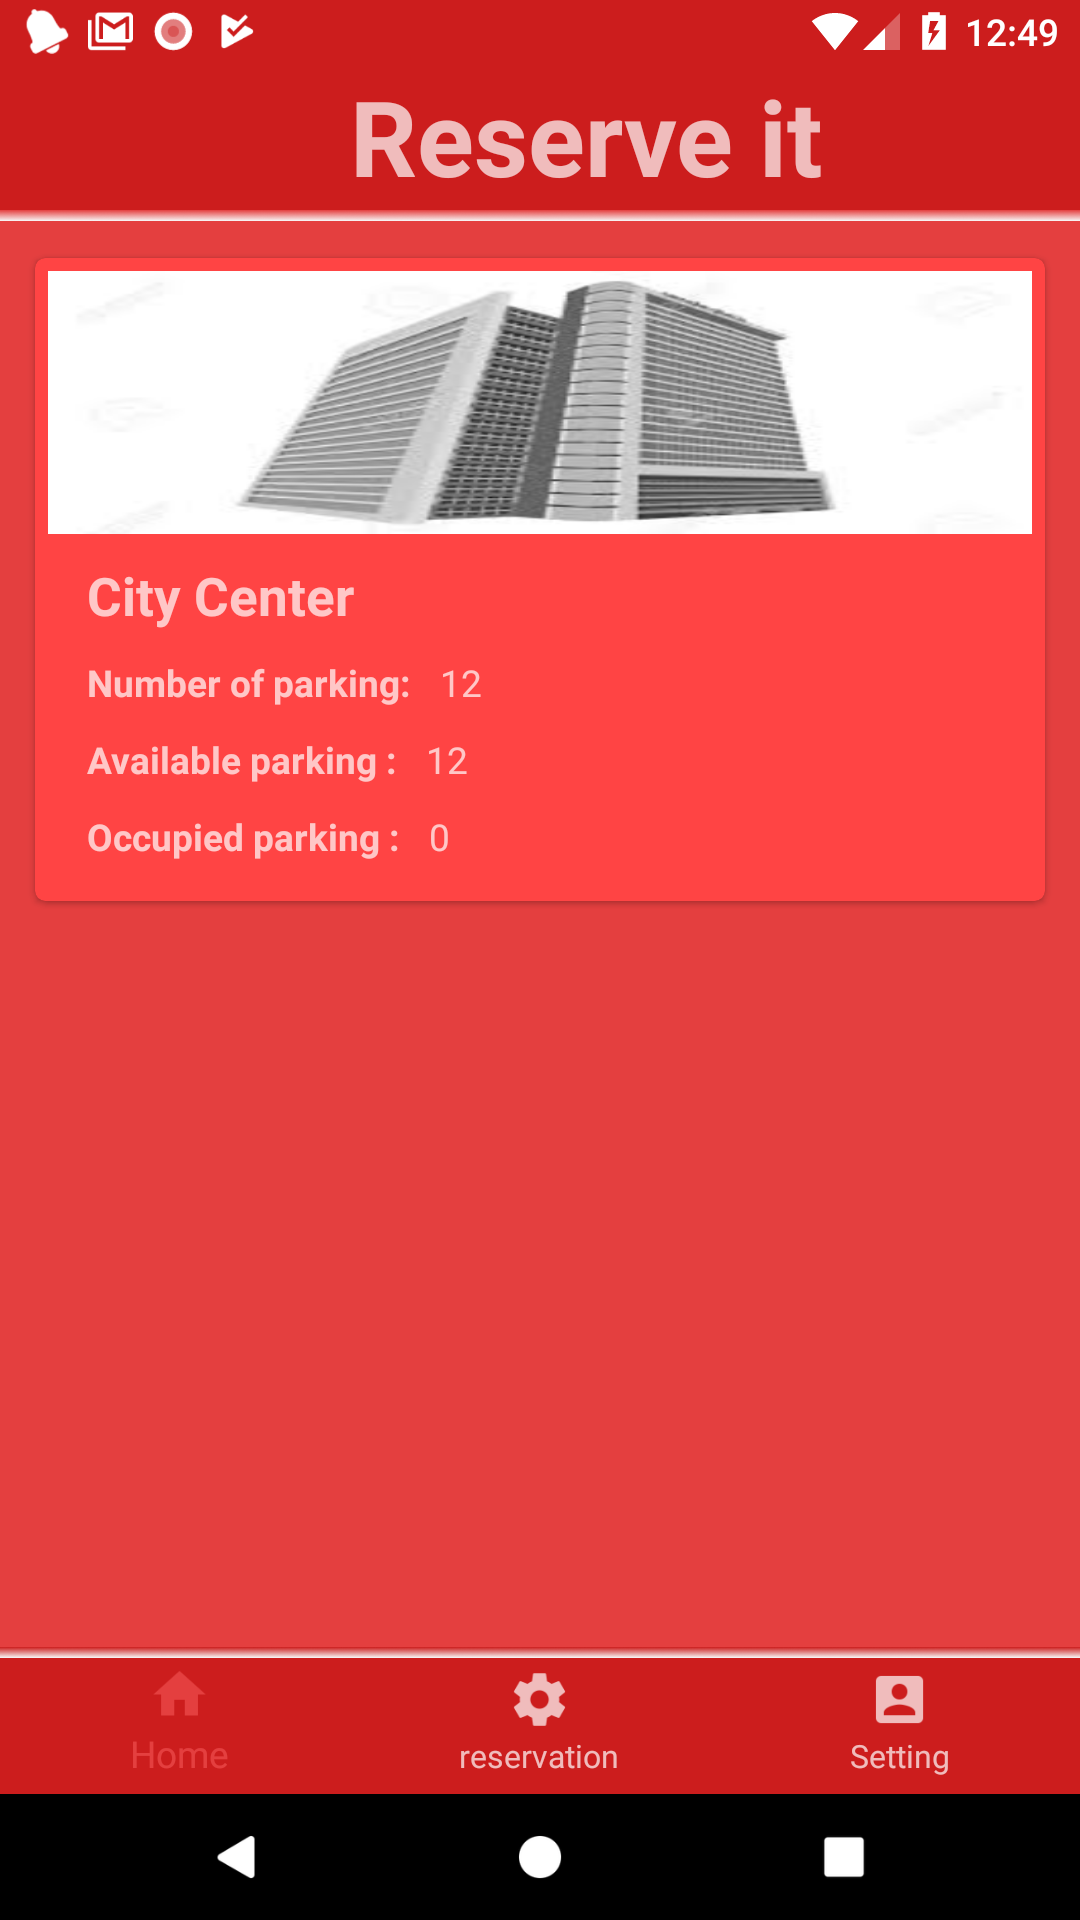 12:49
Reserve it
City Center
Number of parking: 12
Available parking : 12
Occupied parking : 0
Home
reservation
Setting